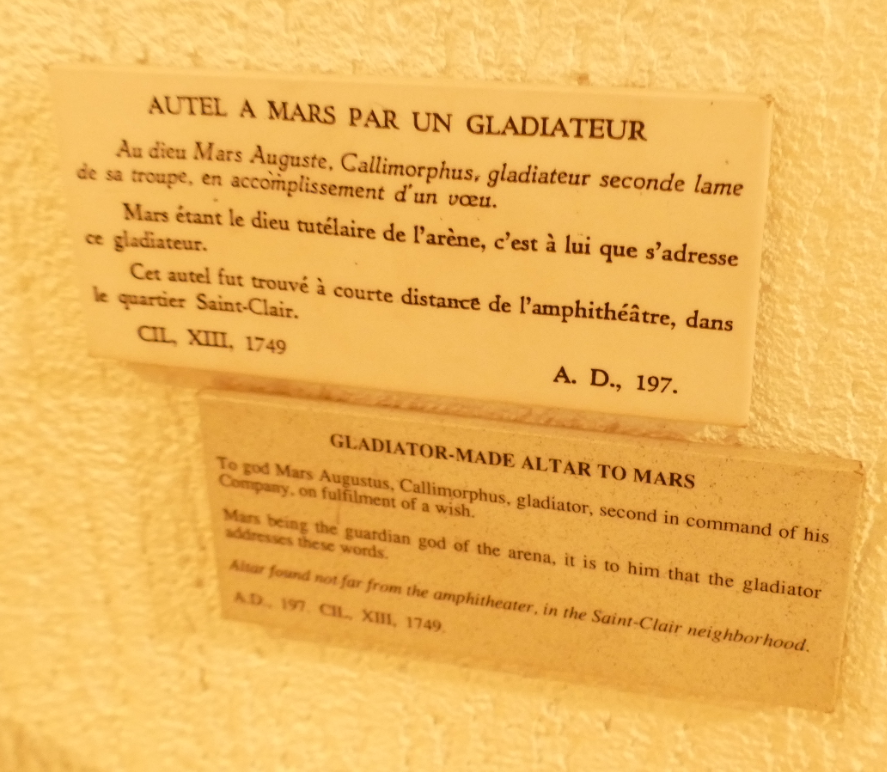 AUTEL A MARS PAR UN GLADIATEUR
Au dieu Mars Auguste, Callimorphus, gladiateur seconde lame
de sa troupe, en accomplissement d'un vœu.
Mars étant le dieu tutélaire de l'arène, c'est à lui que s'adresse
ce gladiateur.
Cet autel fut trouvé à courte distance de l'amphithéâtre, dans
le quartier Saint-Clair.
CIL, XIII, 1749
A. D., 197.
GLADIATOR-MADE ALTAR TO MARS
To god Mars Augustus, Callimorphus, gladiator, second in command of his
Company, on fulfilment of a wish.
Mars being the guardian god of the arena, it is to him that the gladiator
addresses these words.
Altar found not far from the amphitheater, in the Saint-Clair neighborhood.
A.D., 197. CIL, XIII, 1749.